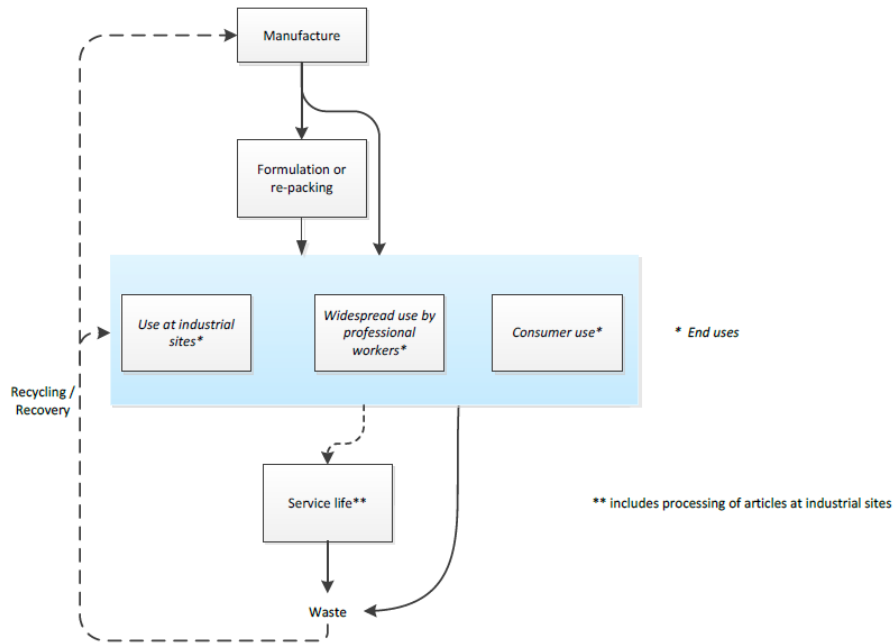 Manufacture
Formulation or
re-packing
Use at industrial
sites*
Widespread use by
professional
workers*
Consumer use*
* End uses
Recycling /
Recovery
Service life**
** includes processing of articles at industrial sites
Waste